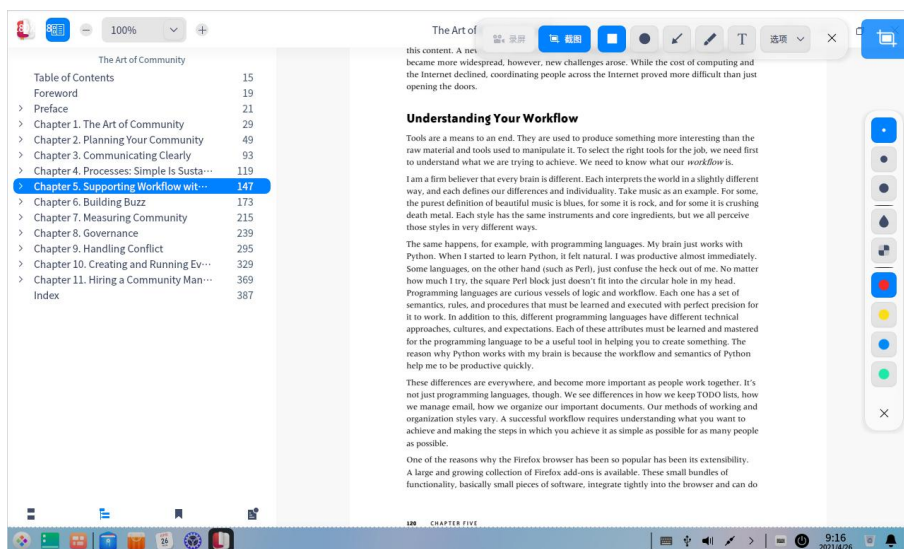 100%
The Art of
录屏
截图
T
选项
The Art of Community
Table of Contents 15
Foreword 19
Preface 21
Chapter 1. The Art of Community 29
Chapter 2. Planning Your Community 49
Chapter 3. Communicating Clearly 93
Chapter 4. Processes: Simple Is Susta··· 119
Chapter 5. Supporting Workflow wit··· 147
Chapter 6. Building Buzz 173
Chapter 7. Measuring Community 215
Chapter 8. Governance 239
Chapter 9. Handling Conflict 295
Chapter 10. Creating and Running Ev··· 329
Chapter 11. Hiring a Community Man··· 369
Index 387
this content. A
became more widespread, however, new challenges arose. While the cost of computing and
the Internet declined, coordinating people across the Internet proved more difficult than just
opening the doors.
Understanding Your Workflow
Tools are a means to an end. They are used to produce something more interesting than the
raw material and tools used to manipulate it. To select the right tools for the job, we need first
to understand what we are trying to achieve. We need to know what our workflow is.
I am a firm believer that every brain is different. Each interprets the world in a slightly different
way, and each defines our differences and individuality. Take music as an example. For some,
the purest definition of beautiful music is blues, for some it is rock, and for some it is crushing
death metal. Each style has the same instruments and core ingredients, but we all perceive
those styles in very different ways.
The same happens, for example, with programming languages. My brain just works with
Python. When I started to learn Python, it felt natural. I was productive almost immediately.
Some languages, on the other hand (such as Perl), just confuse the heck out of me. No matter
how much I try, the square Perl block just doesn't fit into the circular hole in my head.
Programming languages are curious vessels of logic and workflow. Each one has a set of
semantics, rules, and procedures that must be learned and executed with perfect precision for
it to work. In addition to this, different programming languages have different technical
approaches, cultures, and expectations. Each of these attributes must be learned and mastered
for the programming language to be a useful tool in helping you to create something. The
reason why Python works with my brain is because the workflow and semantics of Python
help me to be productive quickly.
These differences are everywhere, and become more important as people work together. It's
not just programming languages, though. We see differences in how we keep TODO lists, how
we manage email, how we organize our important documents. Our methods of working and
organization styles vary. A successful workflow requires understanding what you want to
achieve and making the steps in which you achieve it as simple as possible for as many people
as possible.
One of the reasons why the Firefox browser has been so popular has been its extensibility.
A large and growing collection of Firefox add-ons is available. These small bundles of
functionality, basically small pieces of software, integrate tightly into the browser and can do
120 CHAPTER FIVE
26
9:16
2021/4/26